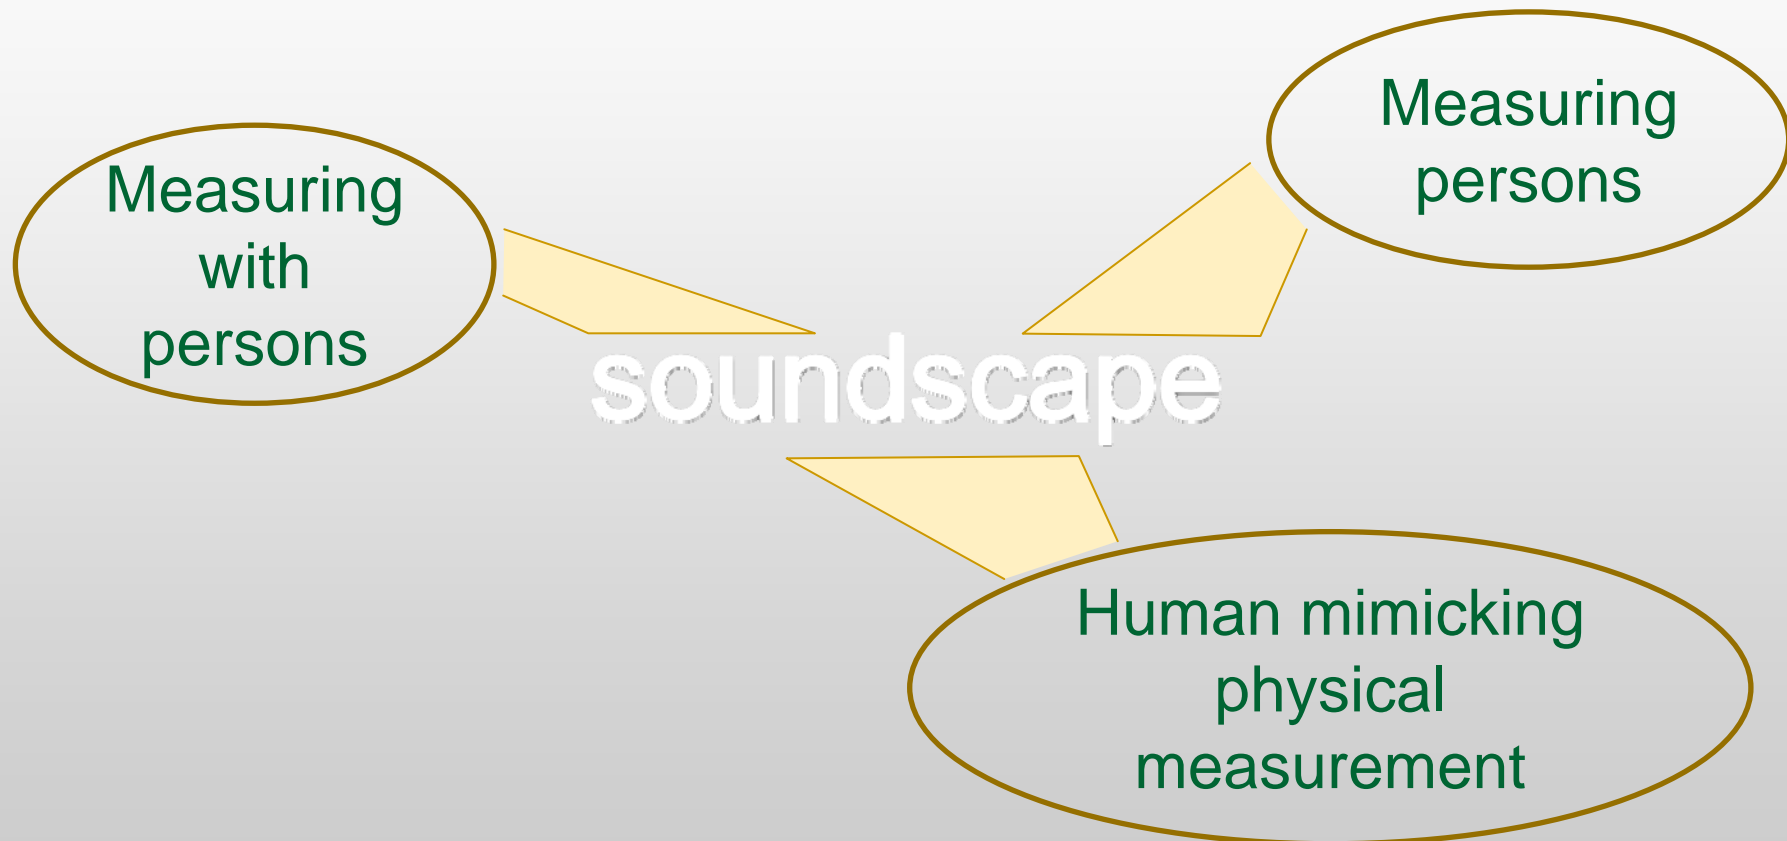 Measuring
persons
Measuring
with
persons
soundscape
Human mimicking
physical
measurement